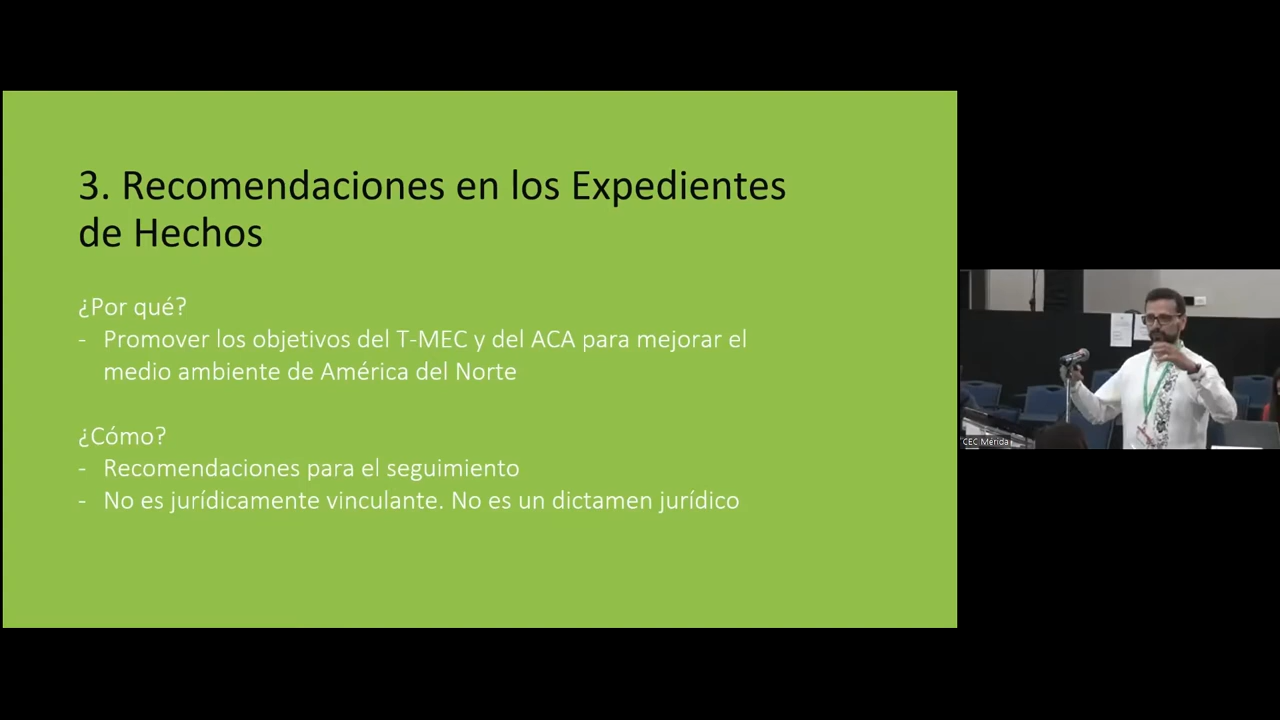 3. Recomendaciones en los Expedientes
de Hechos
¿Por qué?
- Promover los objetivos del T-MEC y del ACA para mejorar el
medio ambiente de América del Norte
¿Cómo?
- Recomendaciones para el seguimiento
- No es jurídicamente vinculante. No es un dictamen jurídico
CEC Mérida